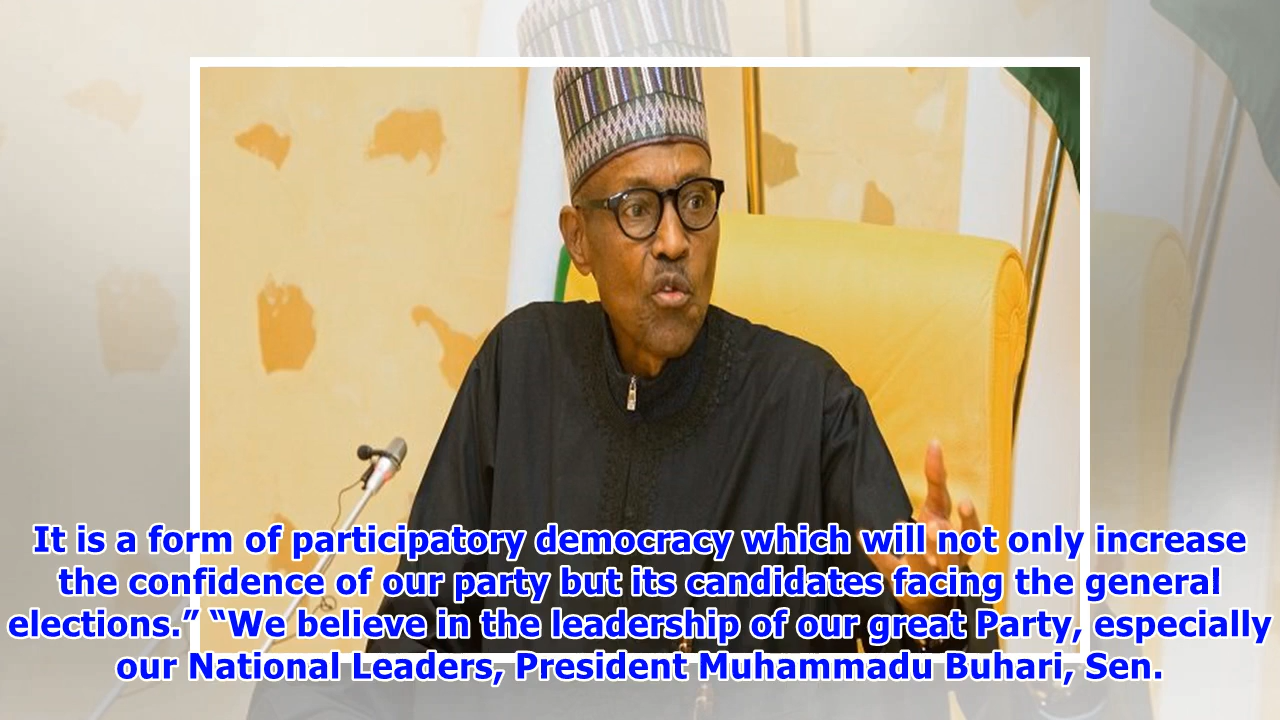 It is a form of participatory democracy which will not only increase
the confidence of our party but its candidates facing the general
elections.” “We believe in the leadership of our great Party, especially
our National Leaders, President Muhammadu Buhari, Sen.